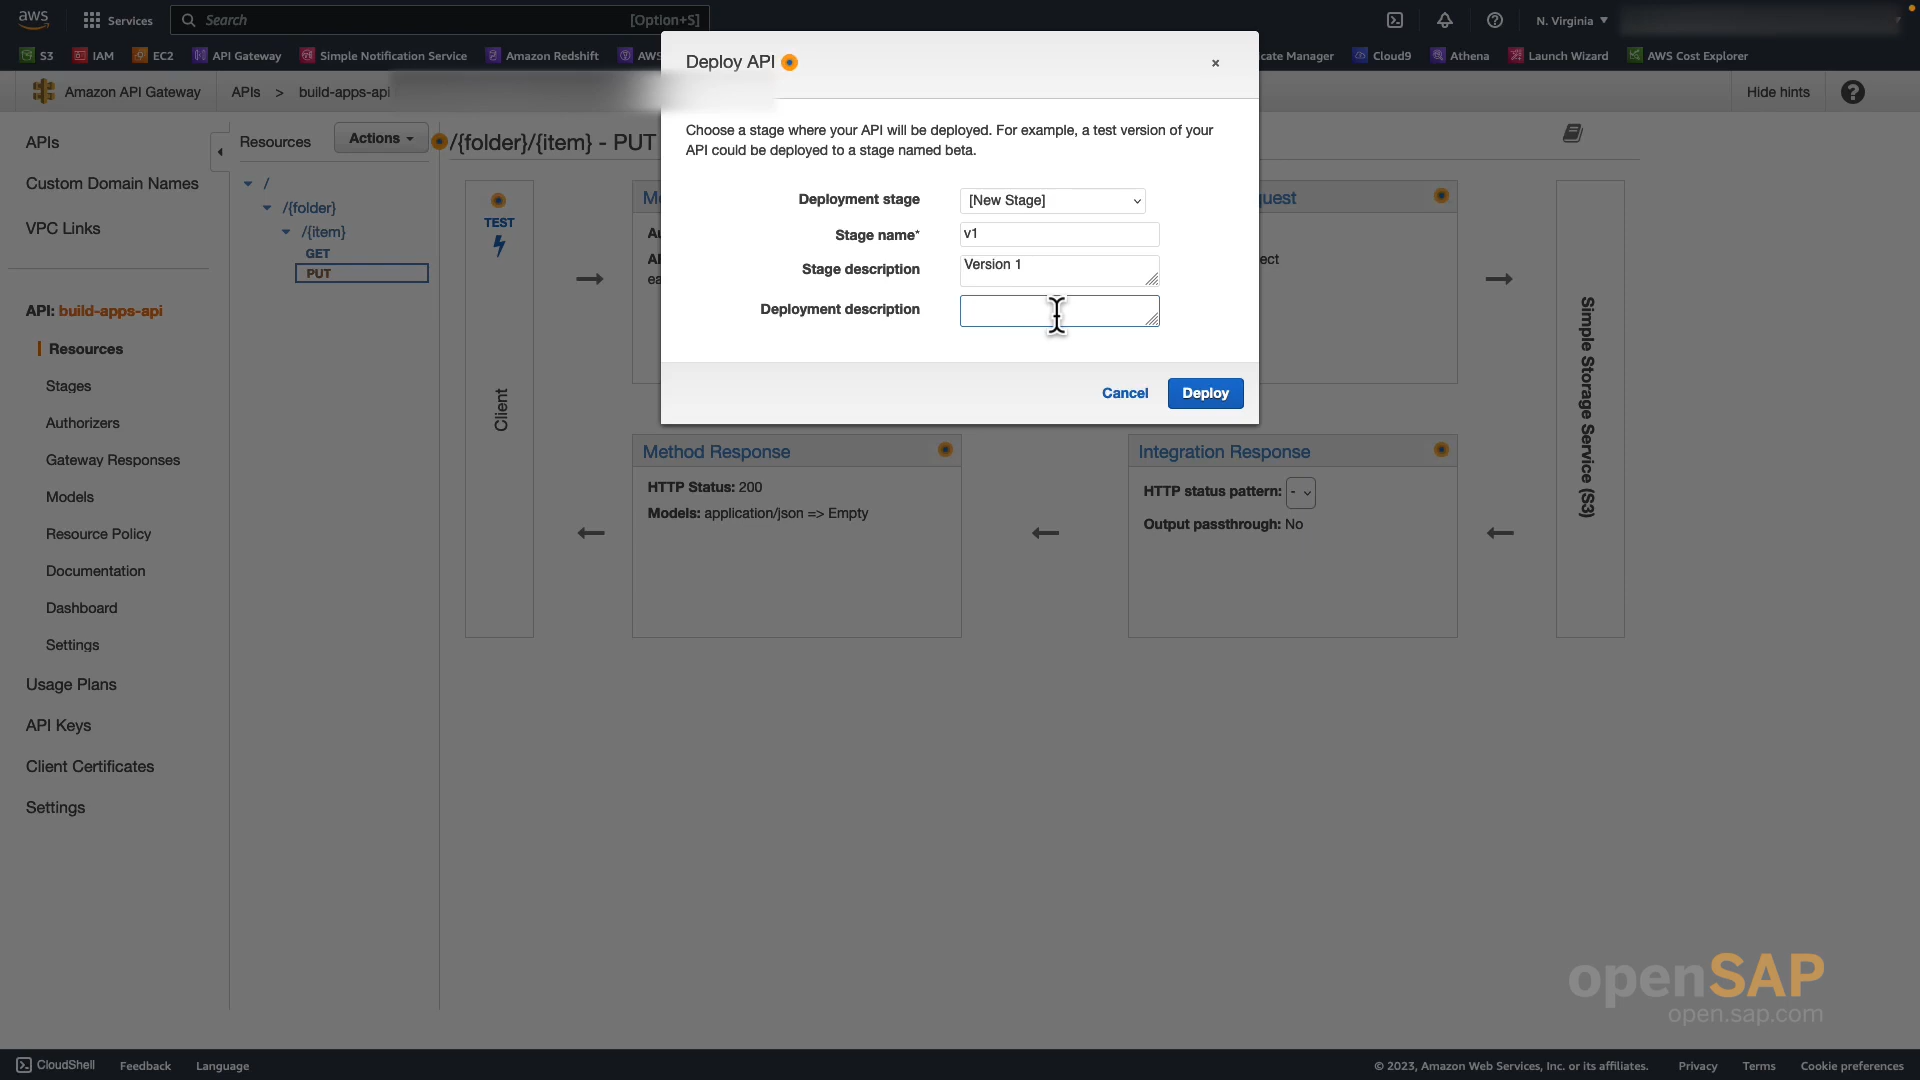 aws
Services
Search
[Option+S]
N. Virginia
S3
IAM
EC2
API Gateway
Simple Notification Service
Amazon Redshift
AWS
cate Manager
Cloud9
Athena
Launch Wizard
AWS Cost Explorer
Amazon API Gateway
APIs
>
build-apps-api
Hide hints
Deploy API
×
Choose a stage where your API will be deployed. For example, a test version of your
API could be deployed to a stage named beta.
Deployment stage
[New Stage]
Stage name*
v1
Stage description
Version 1
Deployment description
Cancel
Deploy
APIs
Custom Domain Names
VPC Links
API: build-apps-api
Resources
Stages
Authorizers
Gateway Responses
Models
Resource Policy
Documentation
Dashboard
Settings
Usage Plans
API Keys
Client Certificates
Settings
Resources
Actions
/
/{folder}
/{item}
GET
PUT
/{folder}/{item} - PUT
TEST
Client
Me
Au
AF
ea
uest
ect
Method Response
HTTP Status: 200
Models: application/json => Empty
Integration Response
HTTP status pattern: -
Output passthrough: No
Simple Storage Service (S3)
openSAP
open.sap.com
CloudShell
Feedback
Language
© 2023, Amazon Web Services, Inc. or its affiliates.
Privacy
Terms
Cookie preferences